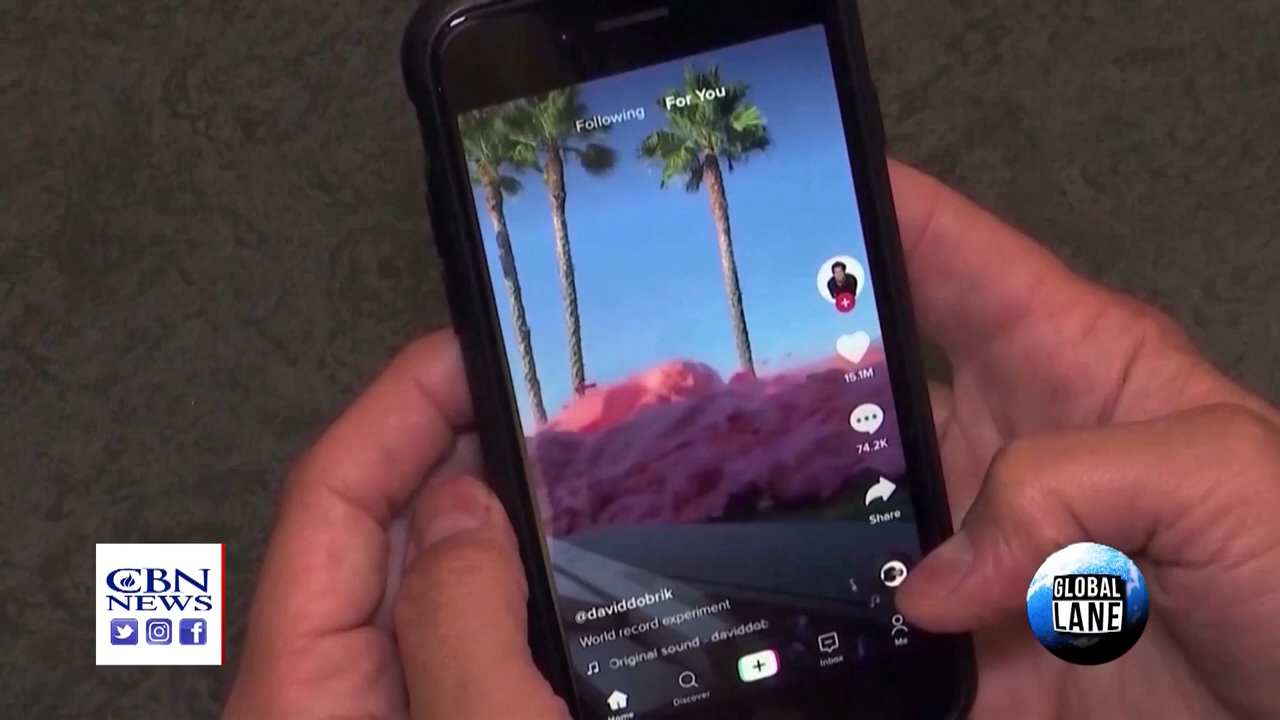 Following For You
15.1M
74.2K
Share
@daviddobrik
World record experiment
Original sound - daviddob
Home
Discover
Inbox
Me
CBN
NEWS
GLOBAL
LANE